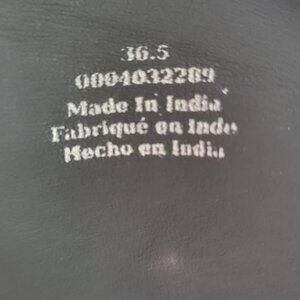 36.5
0004032289
Made In India
Fabriqué en Inde
Hecho en India